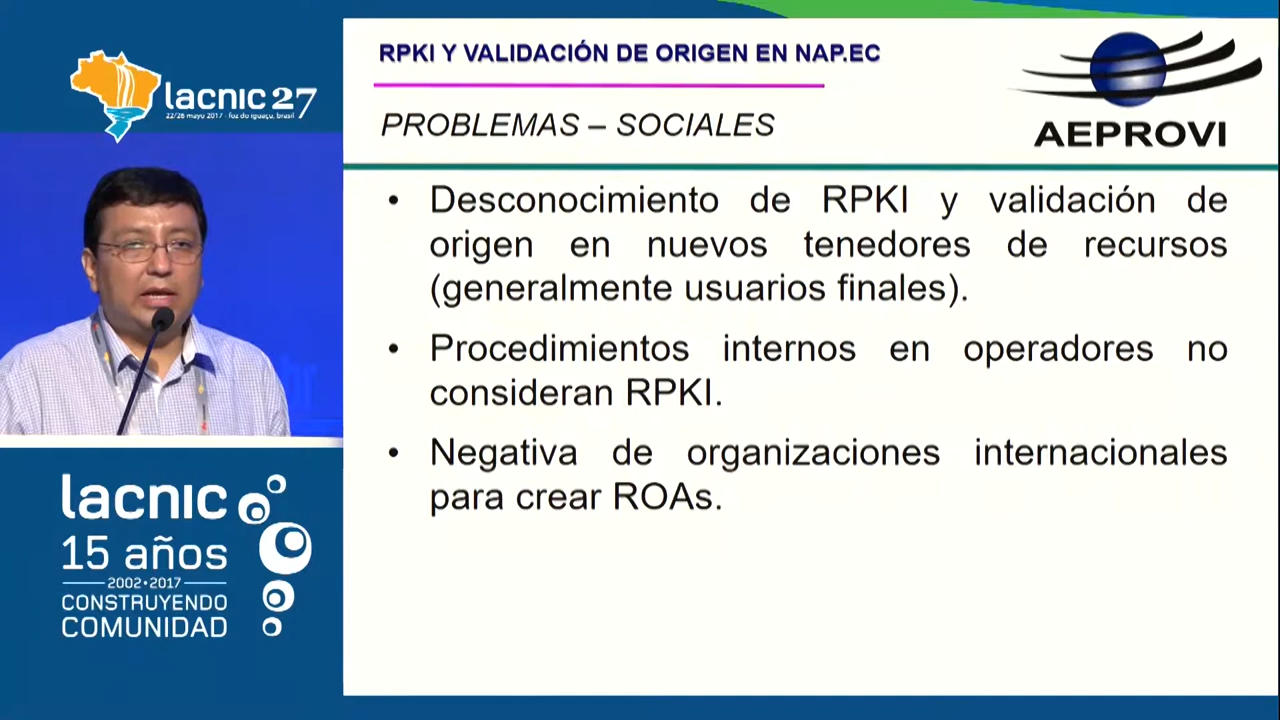 lacnic 27
22/26 mayo 2017 - foz do iguaçu, brasil
lacnic
15 años
2002•2017
CONSTRUYENDO
COMUNIDAD
RPKI Y VALIDACIÓN DE ORIGEN EN NAP.EC
PROBLEMAS – SOCIALES
AEPROVI
• Desconocimiento de RPKI y validación de
origen en nuevos tenedores de recursos
(generalmente usuarios finales).
• Procedimientos internos en operadores no
consideran RPKI.
• Negativa de organizaciones internacionales
para crear ROAs.